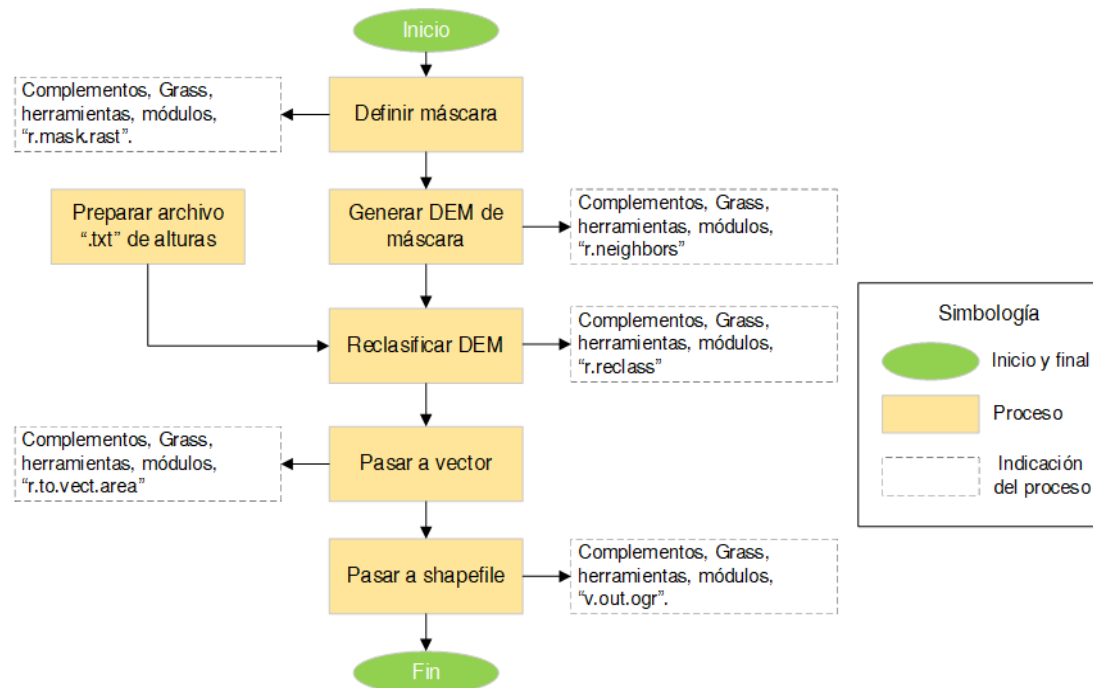 Inicio
Complementos, Grass,
herramientas, módulos,
“r.mask.rast”.
Definir máscara
Preparar archivo
“.txt” de alturas
Generar DEM de
máscara
Complementos, Grass,
herramientas, módulos,
“r.neighbors”
Reclasificar DEM
Complementos, Grass,
herramientas, módulos,
“r.reclass”
Complementos, Grass,
herramientas, módulos,
“r.to.vect.area”
Pasar a vector
Pasar a shapefile
Complementos, Grass,
herramientas, módulos,
“v.out.ogr”.
Fin
Simbología
Inicio y final
Proceso
Indicación
del proceso